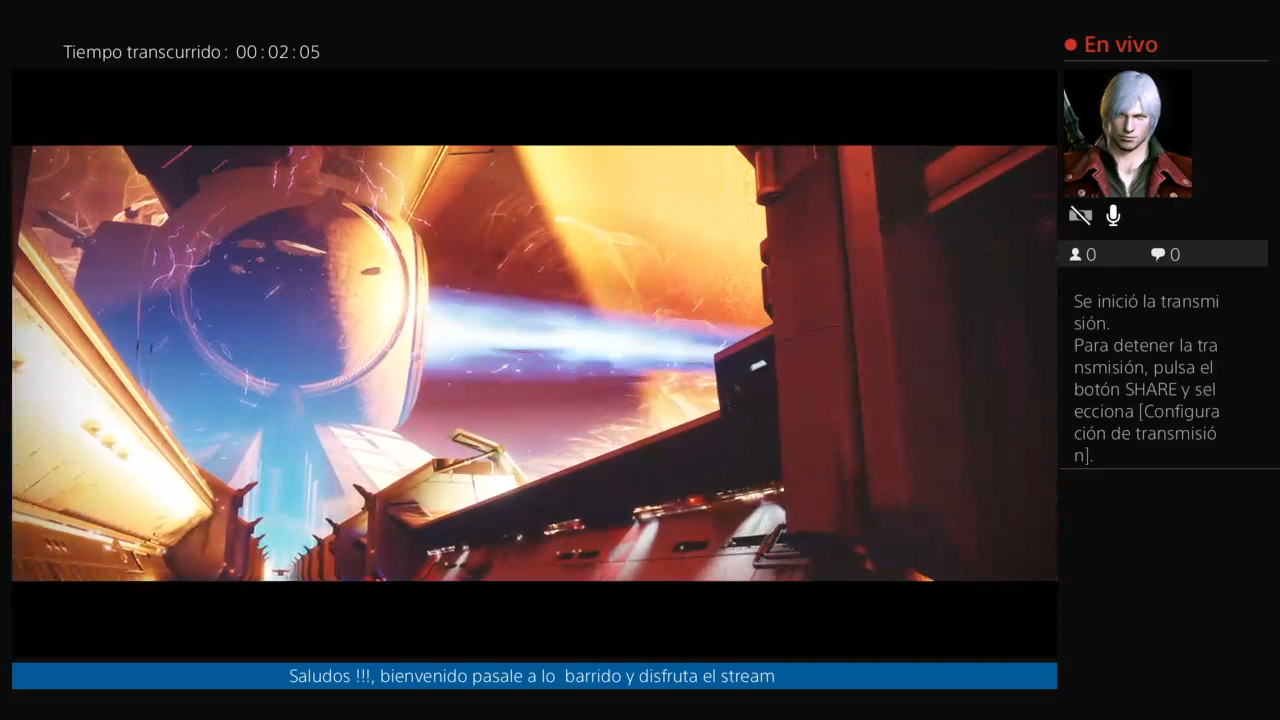 Tiempo transcurrido: 00:02:05
En vivo
0
0
Se inició la transmi
sión.
Para detener la tra
nsmisión, pulsa el
botón SHARE y sel
ecciona [Configura
ción de transmisió
n].
Saludos !!!, bienvenido pasale a lo  barrido y disfruta el stream